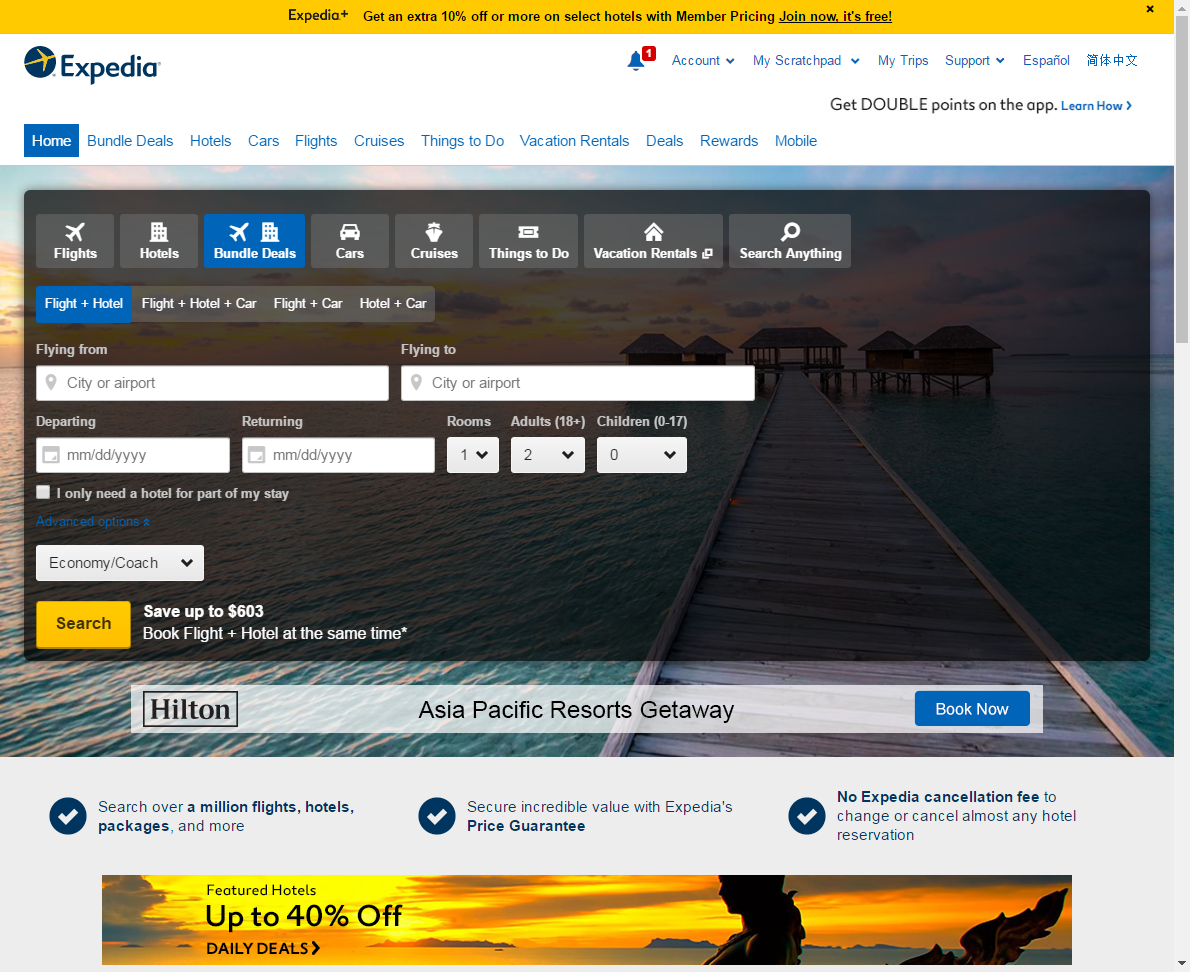 Expedia+ Get an extra 10% off or more on select hotels with Member Pricing Join now, it's free!
Expedia
1 Account My Scratchpad My Trips Support Español 简体中文
Get DOUBLE points on the app. Learn How
Home Bundle Deals Hotels Cars Flights Cruises Things to Do Vacation Rentals Deals Rewards Mobile
Flights Hotels Bundle Deals Cars Cruises Things to Do Vacation Rentals Search Anything
Flight + Hotel Flight + Hotel + Car Flight + Car Hotel + Car
Flying from Flying to
City or airport City or airport
Departing Returning Rooms Adults (18+) Children (0-17)
mm/dd/yyyy mm/dd/yyyy 1 2 0
I only need a hotel for part of my stay
Advanced options
Economy/Coach
Search
Save up to $603
Book Flight + Hotel at the same time*
Hilton Asia Pacific Resorts Getaway Book Now
Search over a million flights, hotels,
packages, and more
Secure incredible value with Expedia's
Price Guarantee
No Expedia cancellation fee to
change or cancel almost any hotel
reservation
Featured Hotels
Up to 40% Off
DAILY DEALS